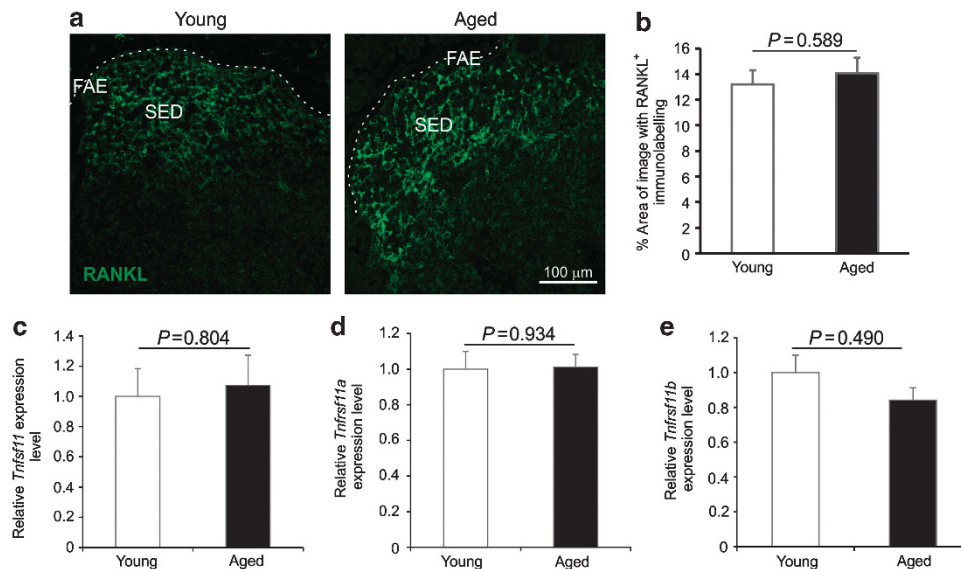 a
Young
Aged
FAE
SED
RANKL
FAE
SED
100 µm
b
P=0.589
% Area of image with RANKL+
immunolabelling
16
14
12
10
8
6
4
2
0
Young
Aged
c
P=0.804
Relative Tnfsf11 expression
level
1.4
1.2
1.0
0.8
0.6
0.4
0.2
0
Young
Aged
d
P=0.934
Relative Tnfrsf11a
expression level
1.2
1.0
0.8
0.6
0.4
0.2
0
Young
Aged
e
P=0.490
Relative Tnfrsf11b
expression level
1.2
1.0
0.8
0.6
0.4
0.2
0
Young
Aged